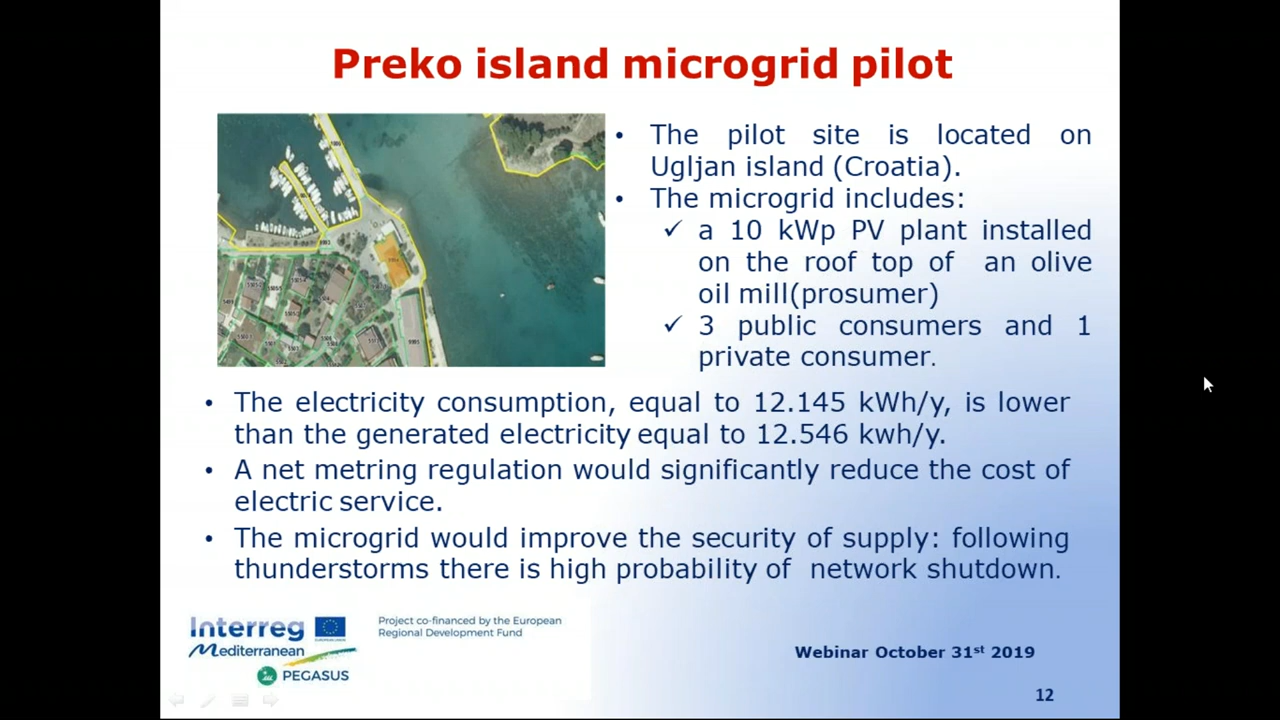 Preko island microgrid pilot
• The pilot site is located on
Ugljan island (Croatia).
• The microgrid includes:
✓ a 10 kWp PV plant installed
on the roof top of an olive
oil mill(prosumer)
✓ 3 public consumers and 1
private consumer.
• The electricity consumption, equal to 12.145 kWh/y, is lower
than the generated electricity equal to 12.546 kwh/y.
• A net metring regulation would significantly reduce the cost of
electric service.
• The microgrid would improve the security of supply: following
thunderstorms there is high probability of network shutdown.
Interreg
Mediterranean
PEGASUS
Project co-financed by the European
Regional Development Fund
Webinar October 31st 2019
12